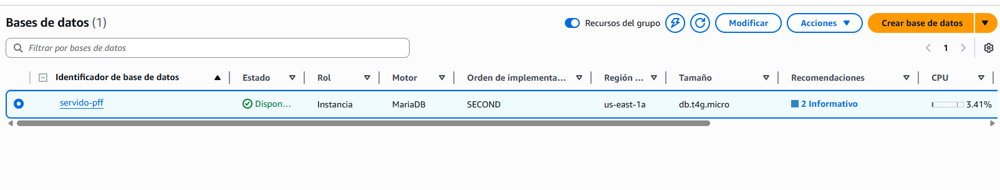 Bases de datos (1)
Recursos del grupo
Modificar
Acciones
Crear base de datos
Filtrar por bases de datos
1
Identificador de base de datos Estado Rol Motor Orden de implementa... Región ... Tamaño Recomendaciones CPU
servido-pff Dispon... Instancia MariaDB SECOND us-east-1a db.t4g.micro 2 Informativo 3.41%